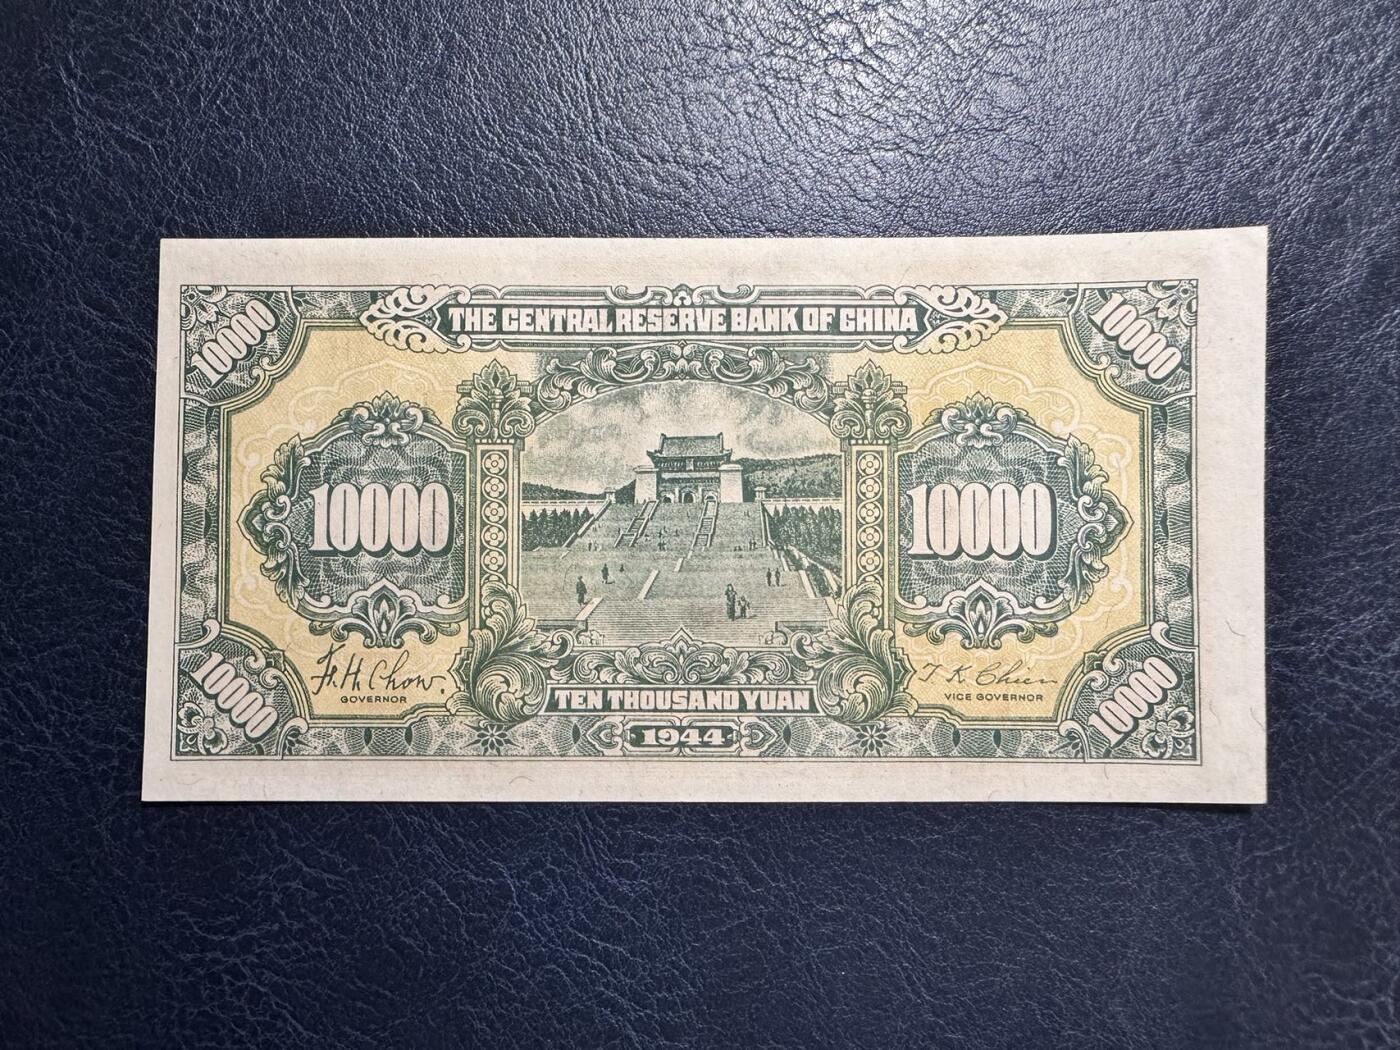 10000
THE CENTRAL RESERVE BANK OF CHINA
10000
10000
10000
F. H. Chow.
GOVERNOR
T K Chien
VICE GOVERNOR
10000
TEN THOUSAND YUAN
10000
1944